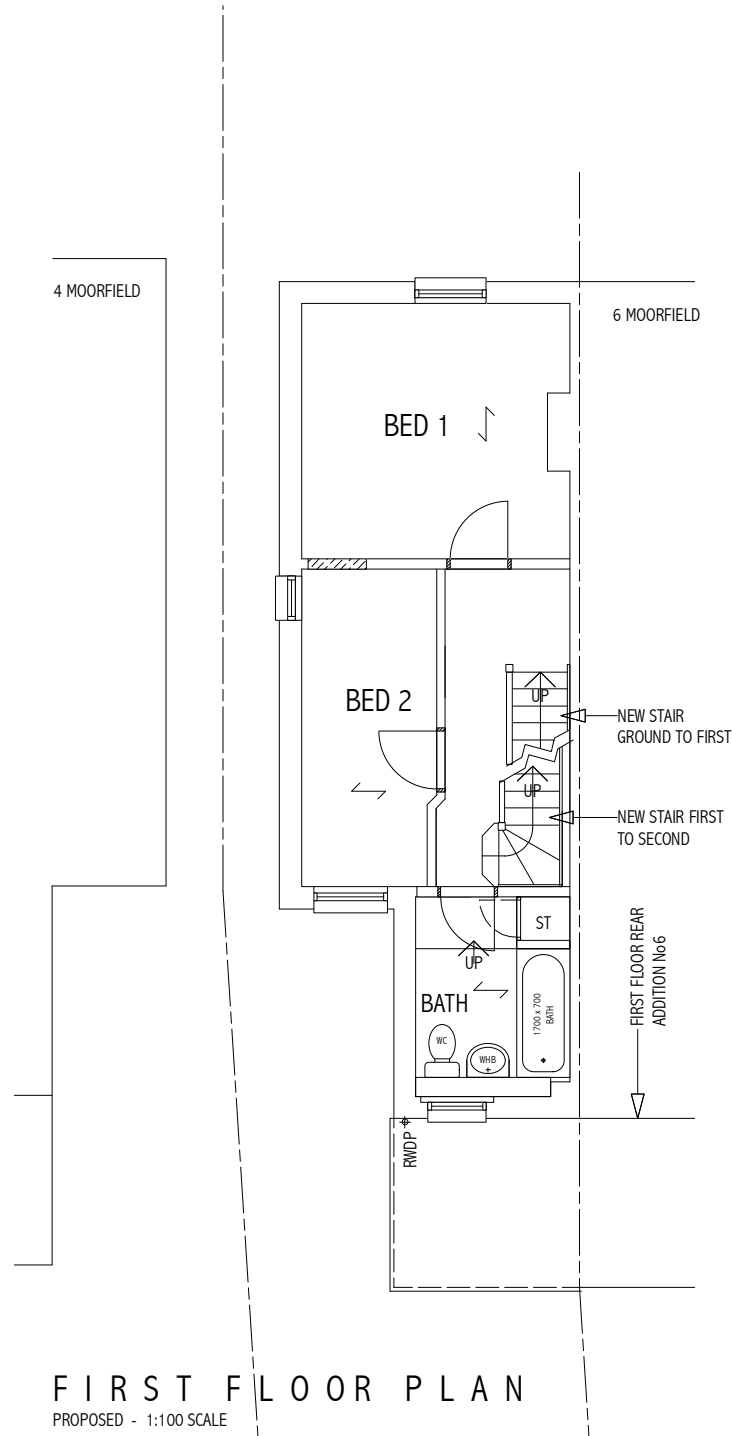 4 MOORFIELD
6 MOORFIELD
BED 1
BED 2
UP
NEW STAIR
GROUND TO FIRST
UP
NEW STAIR FIRST
TO SECOND
ST
UP
BATH
1700 x 700
BATH
WC
WHB
FIRST FLOOR REAR
ADDITION No6
RWDP
FIRST FLOOR PLAN
PROPOSED - 1:100 SCALE